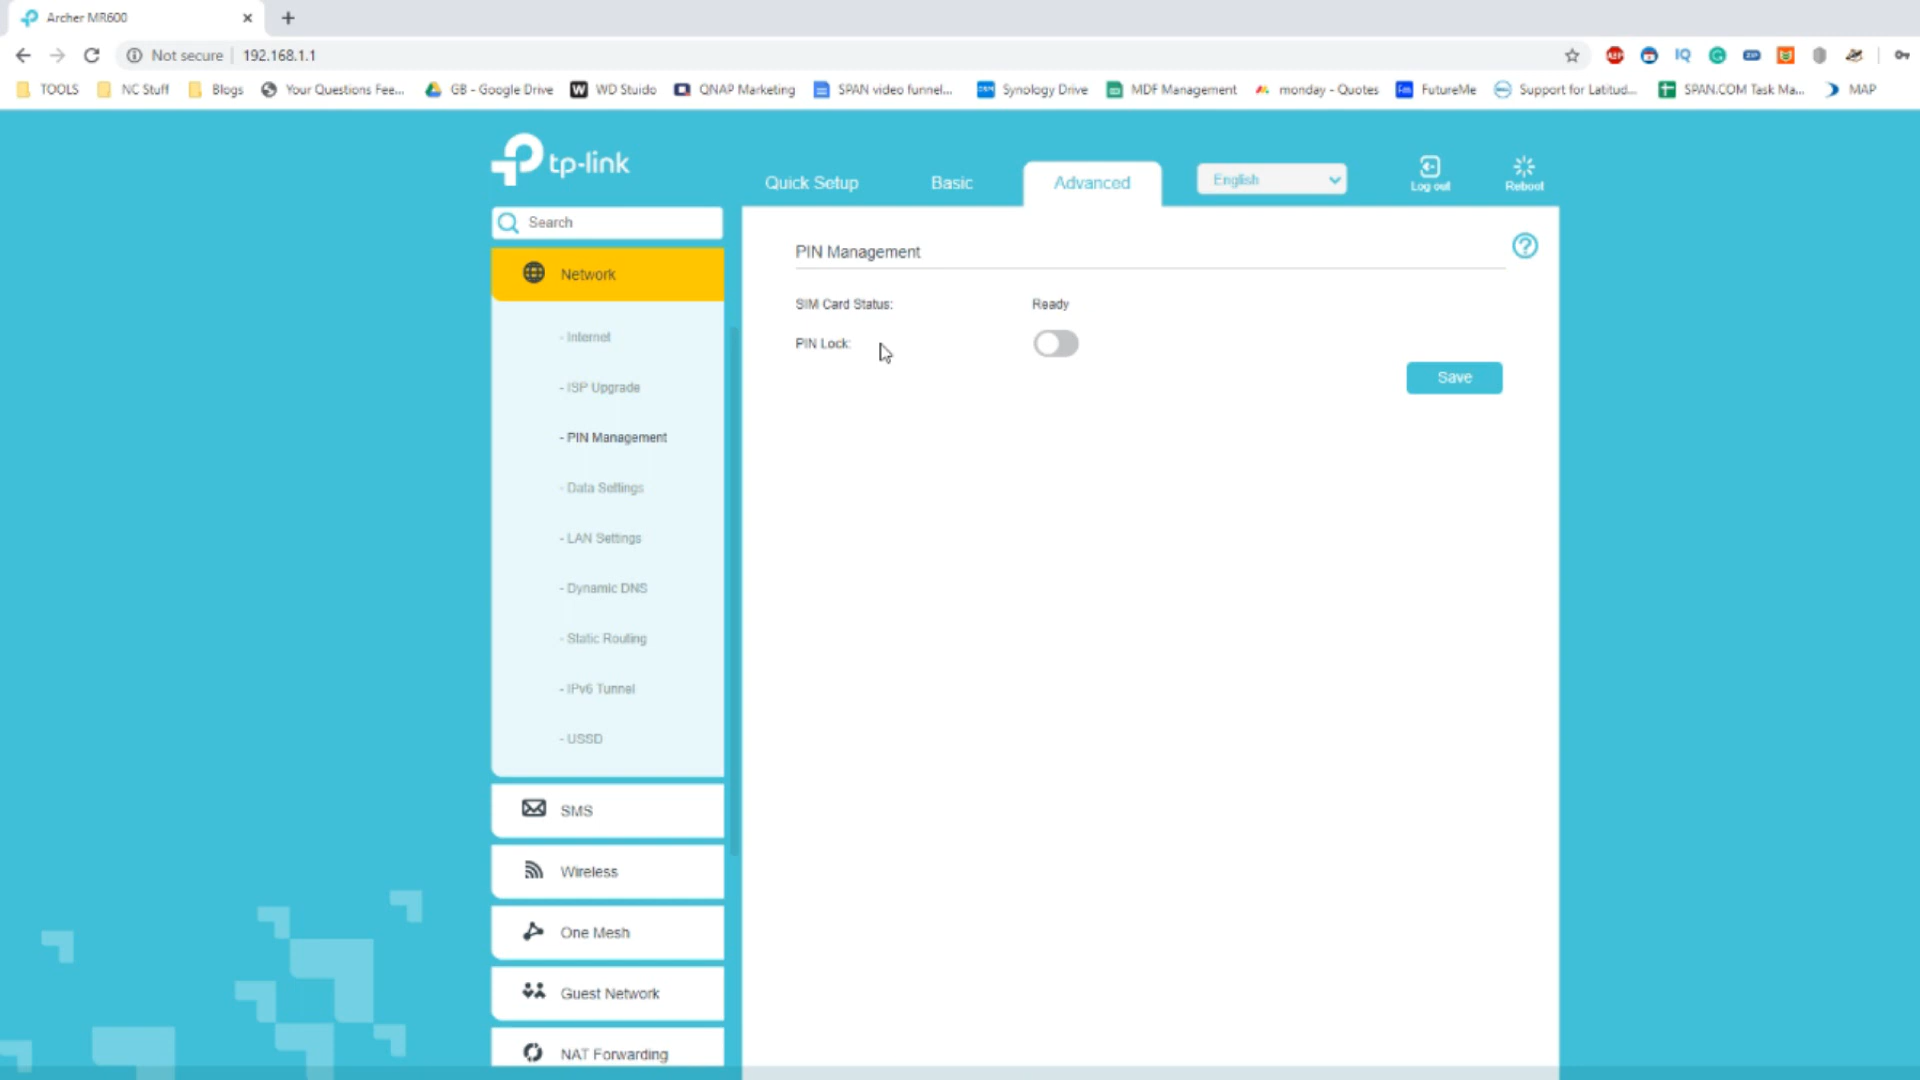 Archer MR600
Not secure 192.168.1.1
TOOLS NC Stuff Blogs Your Questions Fee... GB - Google Drive WD Stuido QNAP Marketing SPAN video funnel... Synology Drive MDF Management monday - Quotes FutureMe Support for Latitud... SPAN.COM Task Ma... MAP
tp-link
Quick Setup Basic Advanced English Log out Reboot
Search
Network
- Internet
- ISP Upgrade
- PIN Management
- Data Settings
- LAN Settings
- Dynamic DNS
- Static Routing
- IPv6 Tunnel
- USSD
SMS
Wireless
One Mesh
Guest Network
NAT Forwarding
PIN Management
SIM Card Status: Ready
PIN Lock:
Save